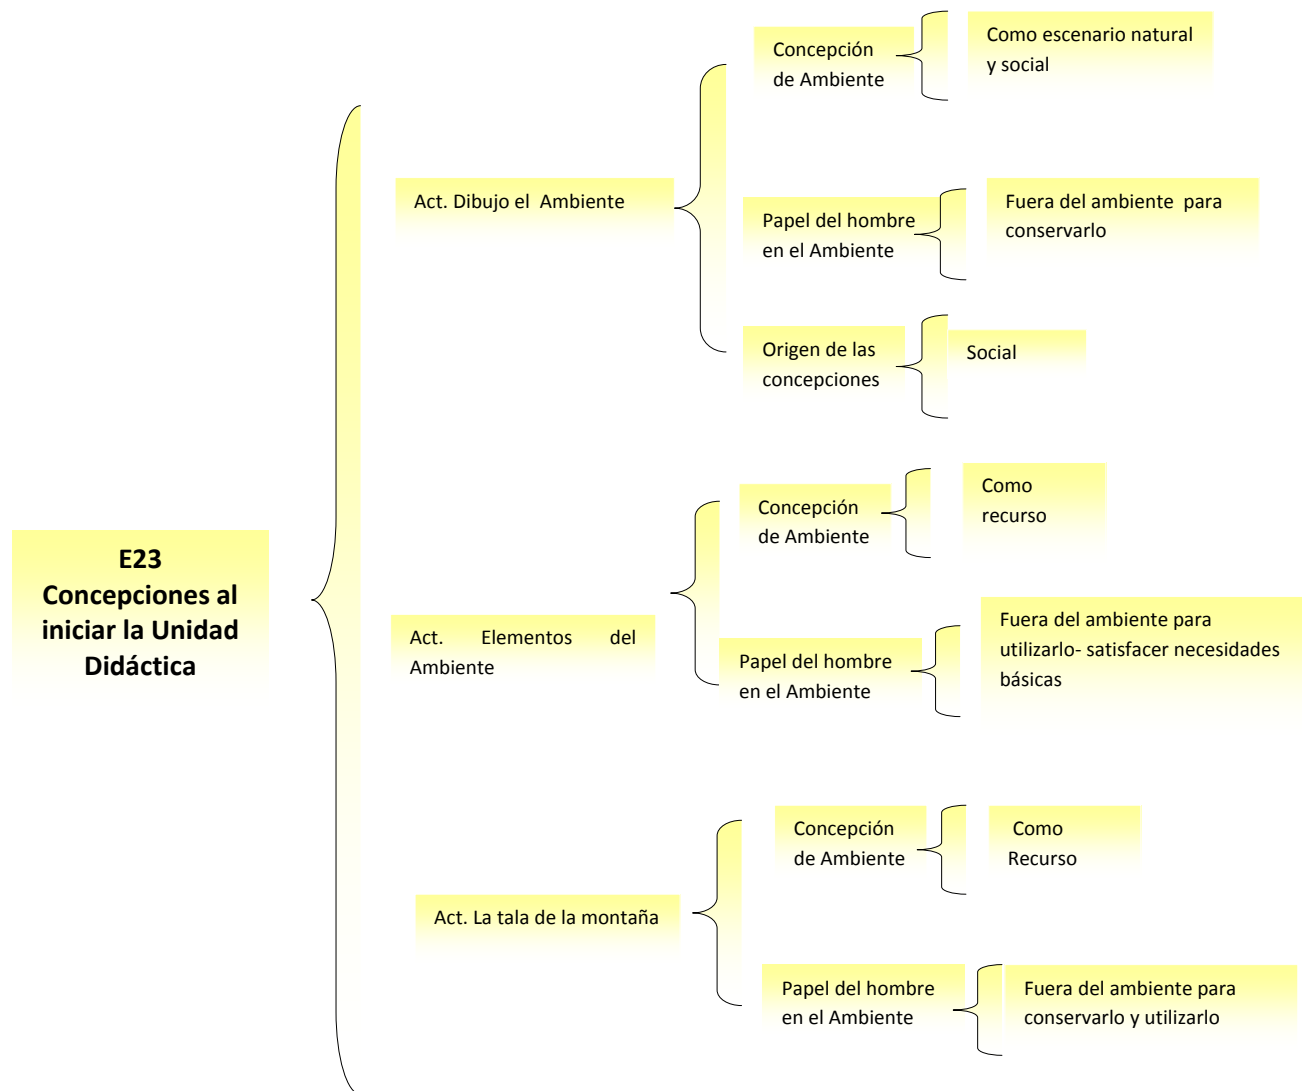 E23
Concepciones al
iniciar la Unidad
Didáctica
Act. Dibujo el Ambiente
Concepción
de Ambiente
Como escenario natural
y social
Papel del hombre
en el Ambiente
Fuera del ambiente para
conservarlo
Origen de las
concepciones
Social
Act. Elementos del
Ambiente
Concepción
de Ambiente
Como
recurso
Papel del hombre
en el Ambiente
Fuera del ambiente para
utilizarlo- satisfacer necesidades
básicas
Act. La tala de la montaña
Concepción
de Ambiente
Como
Recurso
Papel del hombre
en el Ambiente
Fuera del ambiente para
conservarlo y utilizarlo